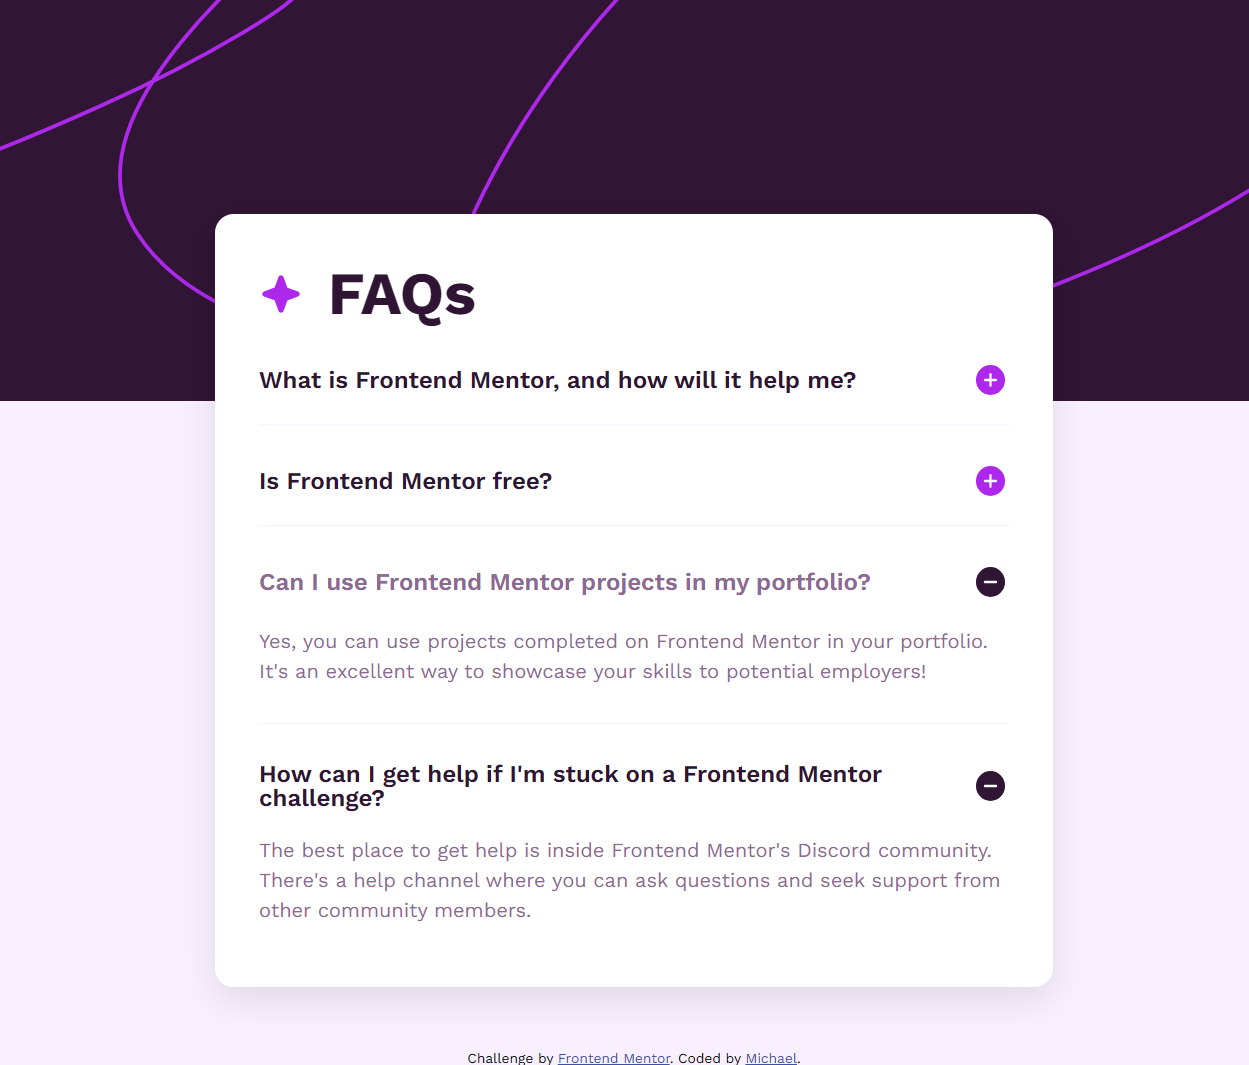 FAQs
What is Frontend Mentor, and how will it help me?
Is Frontend Mentor free?
Can I use Frontend Mentor projects in my portfolio?
Yes, you can use projects completed on Frontend Mentor in your portfolio.
It's an excellent way to showcase your skills to potential employers!
How can I get help if I'm stuck on a Frontend Mentor
challenge?
The best place to get help is inside Frontend Mentor's Discord community.
There's a help channel where you can ask questions and seek support from
other community members.
Challenge by Frontend Mentor. Coded by Michael.